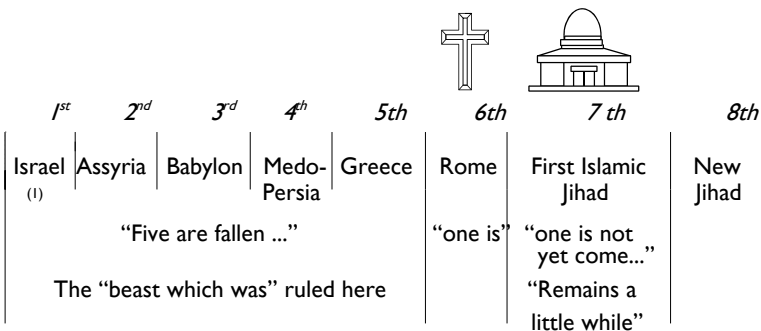 1st 2nd 3rd 4th 5th 6th 7 th 8th
Israel Assyria Babylon Medo- Greece Rome First Islamic New
(1) Persia Jihad Jihad
“Five are fallen ...” “one is” “one is not
yet come...”
The “beast which was” ruled here “Remains a
little while”